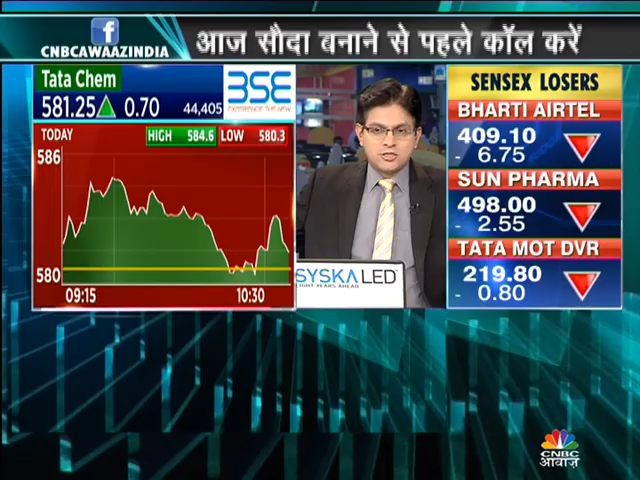 f
CNBCAWAAZINDIA
आज सौदा बनाने से पहले कॉल करें
Tata Chem
581.25 ▲ 0.70 44,405
BSE
EXPERIENCE THE NEW
TODAY HIGH 584.6 LOW 580.3
586
580
09:15 10:30
SYSKA LED
LIGHT YEARS AHEAD
SENSEX LOSERS
BHARTI AIRTEL
409.10
- 6.75
SUN PHARMA
498.00
- 2.55
TATA MOT DVR
219.80
- 0.80
CNBC
आवाज़